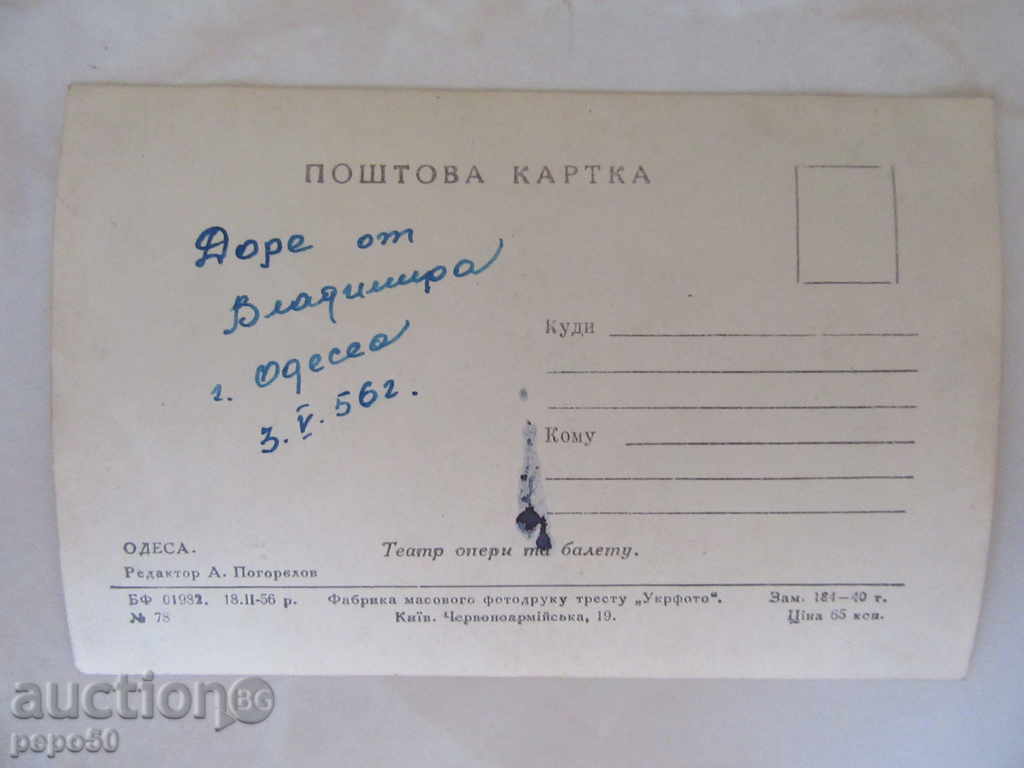 ПОШТОВА КАРТКА
Доре от
Владимира
г. Одесса
3. V. 56г.
Куди
Кому
ОДЕСА. Театр опери та балету.
Редактор А. Погорелов
БФ 01982. 18.II-56 р. Фабрика масового фотодруку тресту „Укрфото“. Зам. 184-40 т.
№ 78 Київ. Червоноармійська, 19. Ціна 65 коп.
auction BG
pepo50